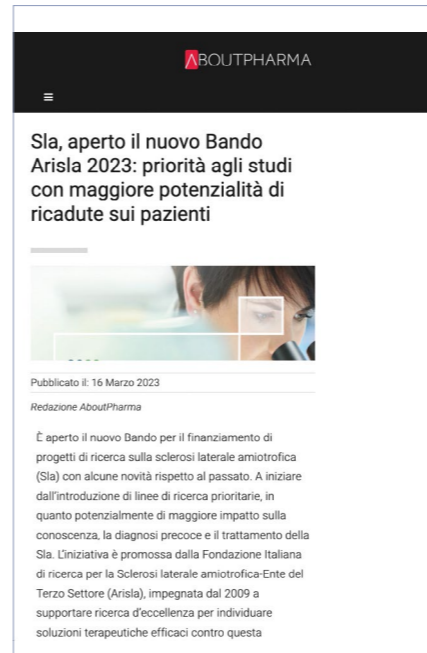 ABOUTPHARMA
Sla, aperto il nuovo Bando
Arisla 2023: priorità agli studi
con maggiore potenzialità di
ricadute sui pazienti
Pubblicato il: 16 Marzo 2023
Redazione AboutPharma
È aperto il nuovo Bando per il finanziamento di
progetti di ricerca sulla sclerosi laterale amiotrofica
(Sla) con alcune novità rispetto al passato. A iniziare
dall'introduzione di linee di ricerca prioritarie, in
quanto potenzialmente di maggiore impatto sulla
conoscenza, la diagnosi precoce e il trattamento della
Sla. L'iniziativa è promossa dalla Fondazione Italiana
di ricerca per la Sclerosi laterale amiotrofica-Ente del
Terzo Settore (Arisla), impegnata dal 2009 a
supportare ricerca d'eccellenza per individuare
soluzioni terapeutiche efficaci contro questa